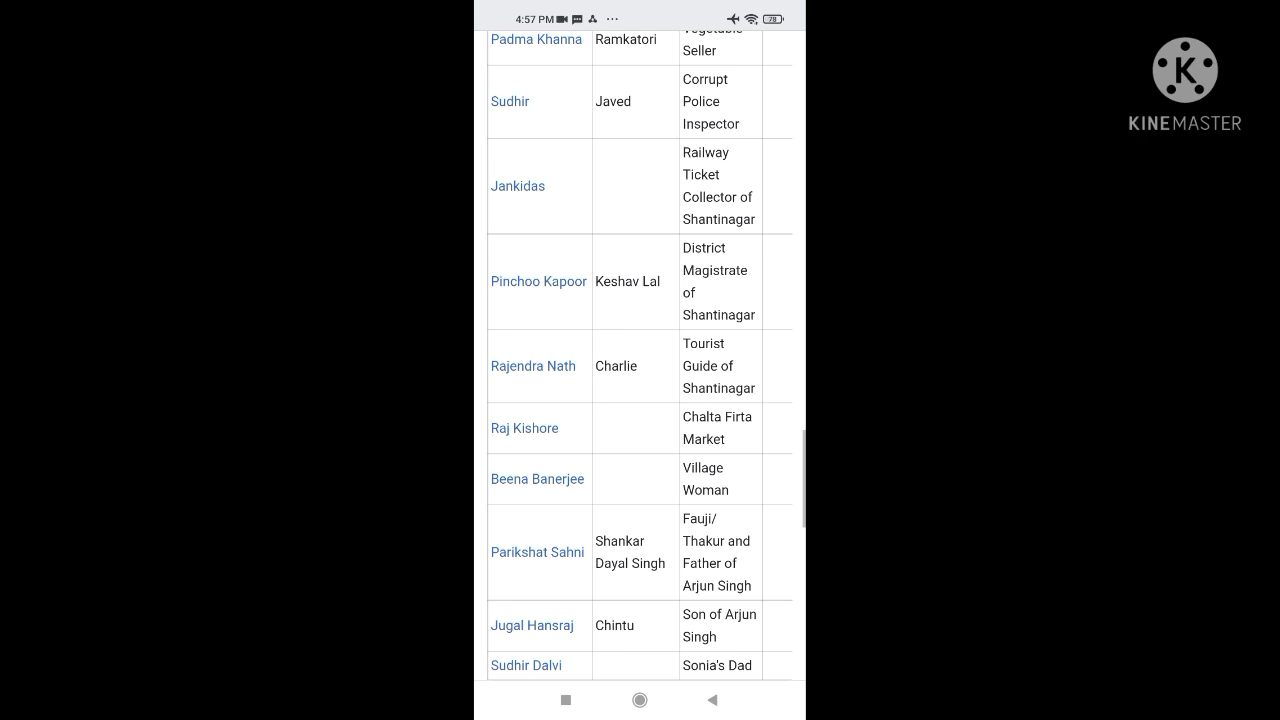 4:57 PM
78
KINEMASTER
Padma Khanna Ramkatori Vegetable
Seller
Sudhir Javed Corrupt
Police
Inspector
Jankidas Railway
Ticket
Collector of
Shantinagar
Pinchoo Kapoor Keshav Lal District
Magistrate
of
Shantinagar
Rajendra Nath Charlie Tourist
Guide of
Shantinagar
Raj Kishore Chalta Firta
Market
Beena Banerjee Village
Woman
Parikshat Sahni Shankar
Dayal Singh Fauji/
Thakur and
Father of
Arjun Singh
Jugal Hansraj Chintu Son of Arjun
Singh
Sudhir Dalvi Sonia's Dad